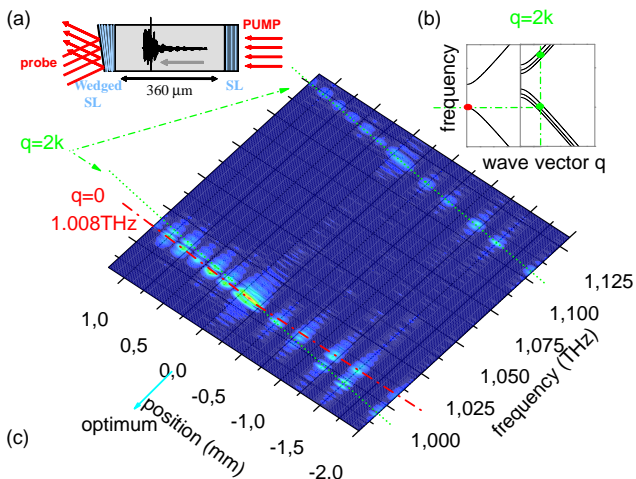 (a)
PUMP
probe
Wedged
SL
SL
360 μm
(b)
q=2k
frequency
wave vector q
q=2k
q=0
1.008THz
1,0
0,5
0,0
-0,5
-1,0
-1,5
-2.0
position (mm)
optimum
1,000
1,025
1,050
1,075
1,100
1,125
frequency (THz)
(c)